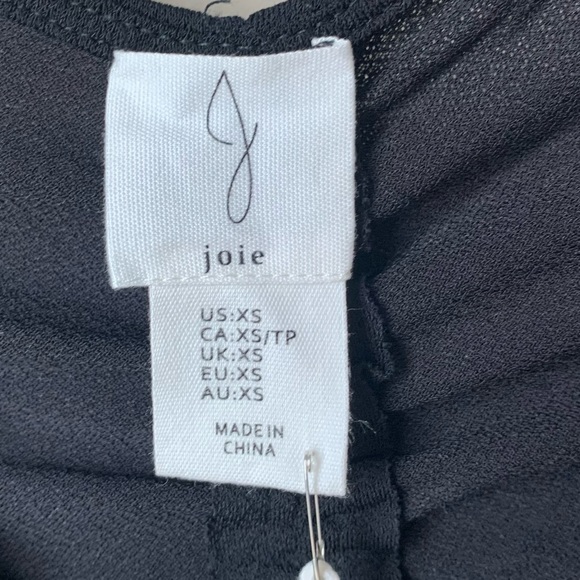 J
joie
US:XS
CA:XS/TP
UK:XS
EU:XS
AU:XS
MADE IN
CHINA